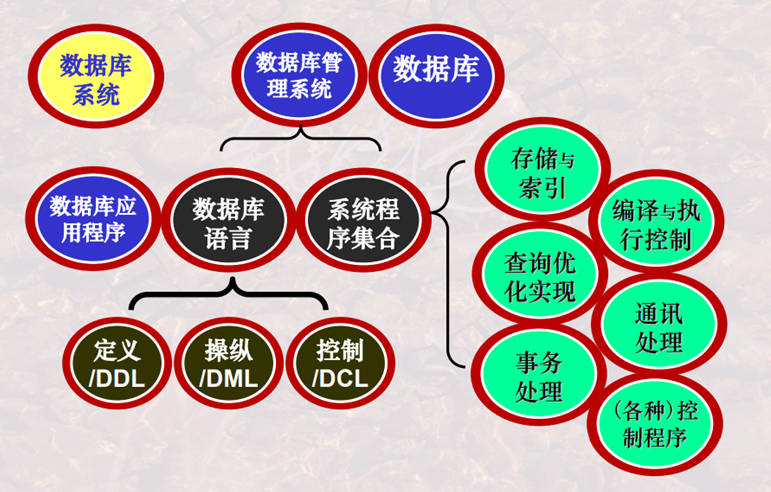 数据库
系统
数据库管
理系统
数据库
数据库应
用程序
数据库
语言
系统程
序集合
存储与
索引
编译与执
行控制
查询优
化实现
通讯
处理
事务
处理
(各种)控
制程序
定义
/DDL
操纵
/DML
控制
/DCL